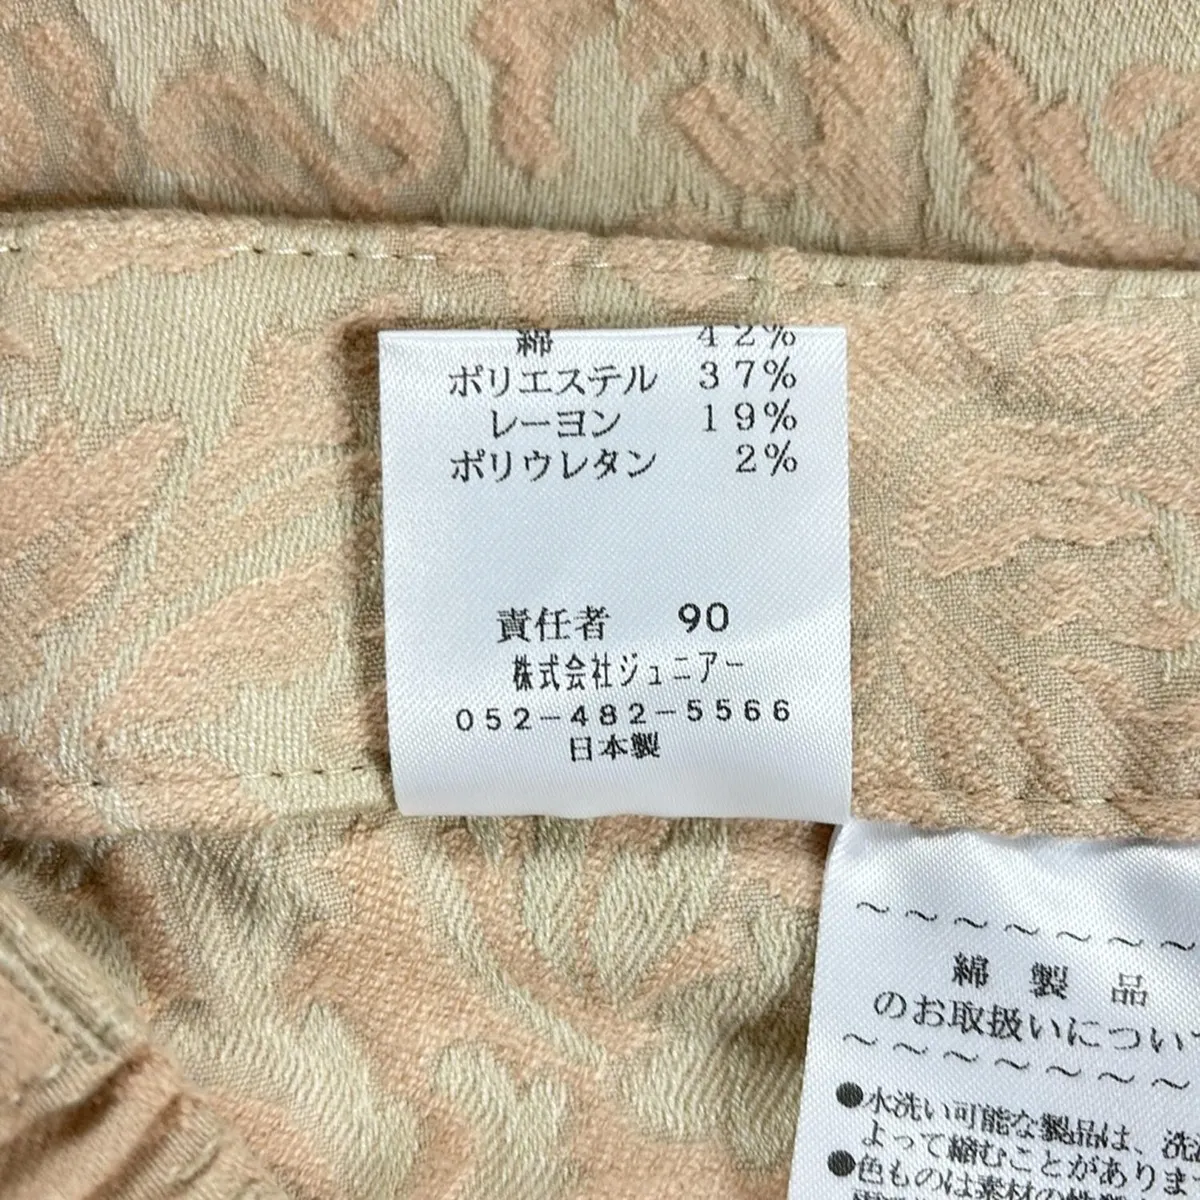 綿 42%
ポリエステル 37%
レーヨン 19%
ポリウレタン 2%
責任者 90
株式会社ジュニアー
052-482-5566
日本製
～～～～～～～
綿製品
のお取扱いについて
～～～～～～～
●水洗い可能な製品は、洗濯
よって縮むことがありま
●色ものは素材の